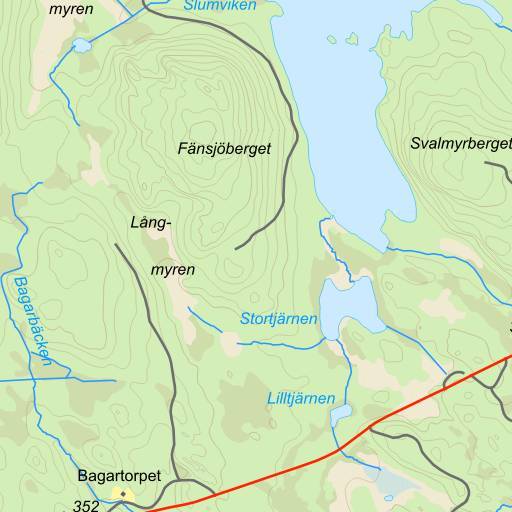 Slumviken
myren
Svalmyrberget
Fänsjöberget
Lång-
myren
Bagarbäcken
Stortjärnen
Lilltjärnen
Bagartorpet
352